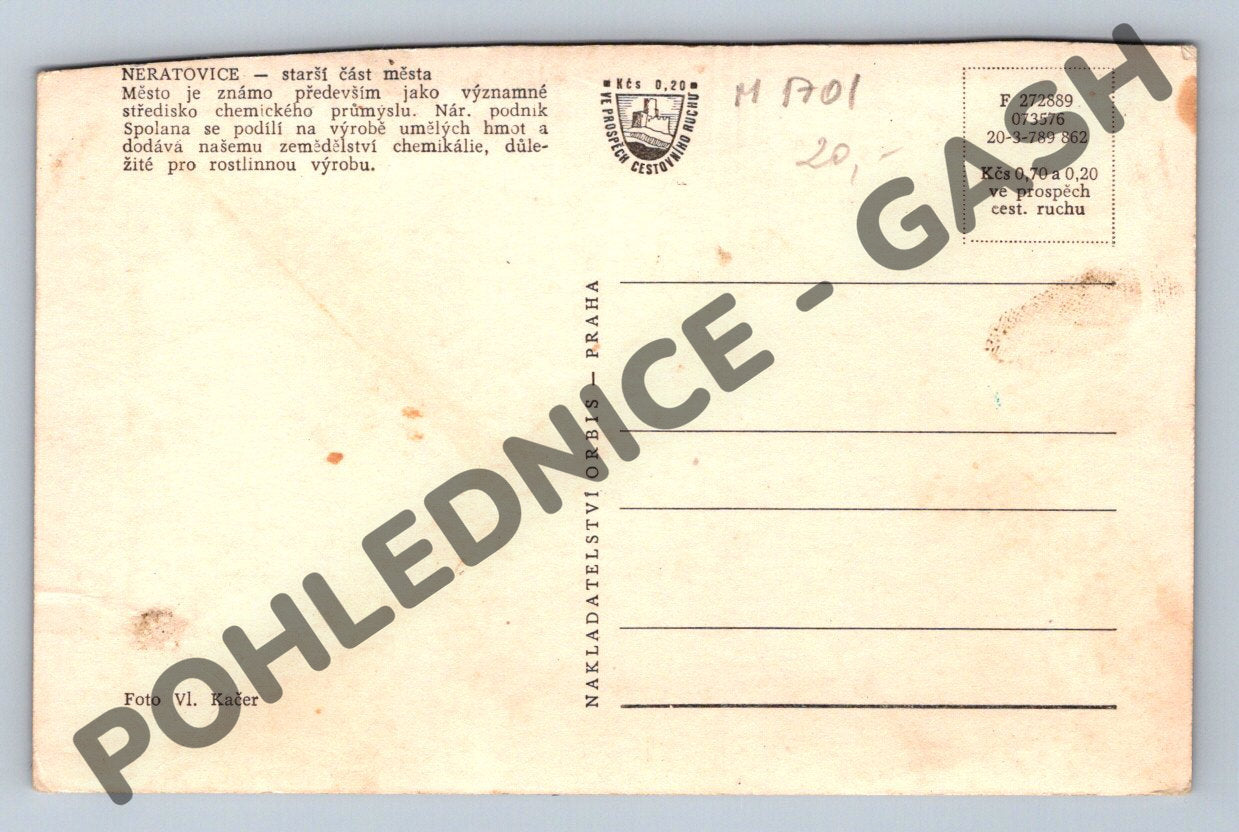 NERATOVICE — starší část města
Město je známo především jako významné
středisko chemického průmyslu. Nár. podnik
Spolana se podílí na výrobě umělých hmot a
dodává našemu zemědělství chemikálie, důle-
žité pro rostlinnou výrobu.
Kčs 0,20
VE PROSPĚCH CESTOVNÍHO RUCHU
M 1701
20,-
F 272889
073576
20-3-789 862
Kčs 0,70 a 0,20
ve prospěch
cest. ruchu
NAKLADATELSTVÍ ORBIS — PRAHA
Foto Vl. Kačer
POHLEDNICE - GASH